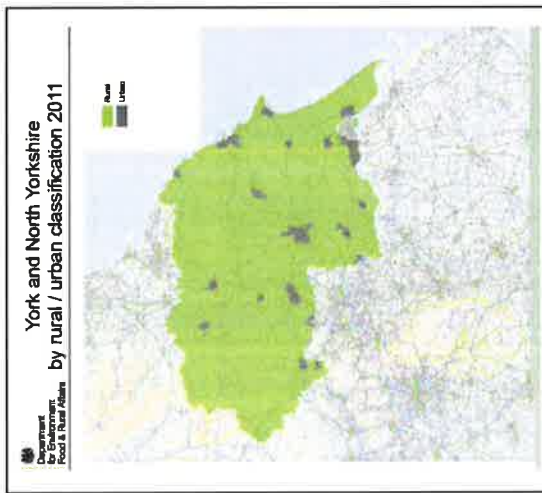 Department
for Environment
Food & Rural Affairs
York and North Yorkshire
by rural / urban classification 2011
Rural
Urban